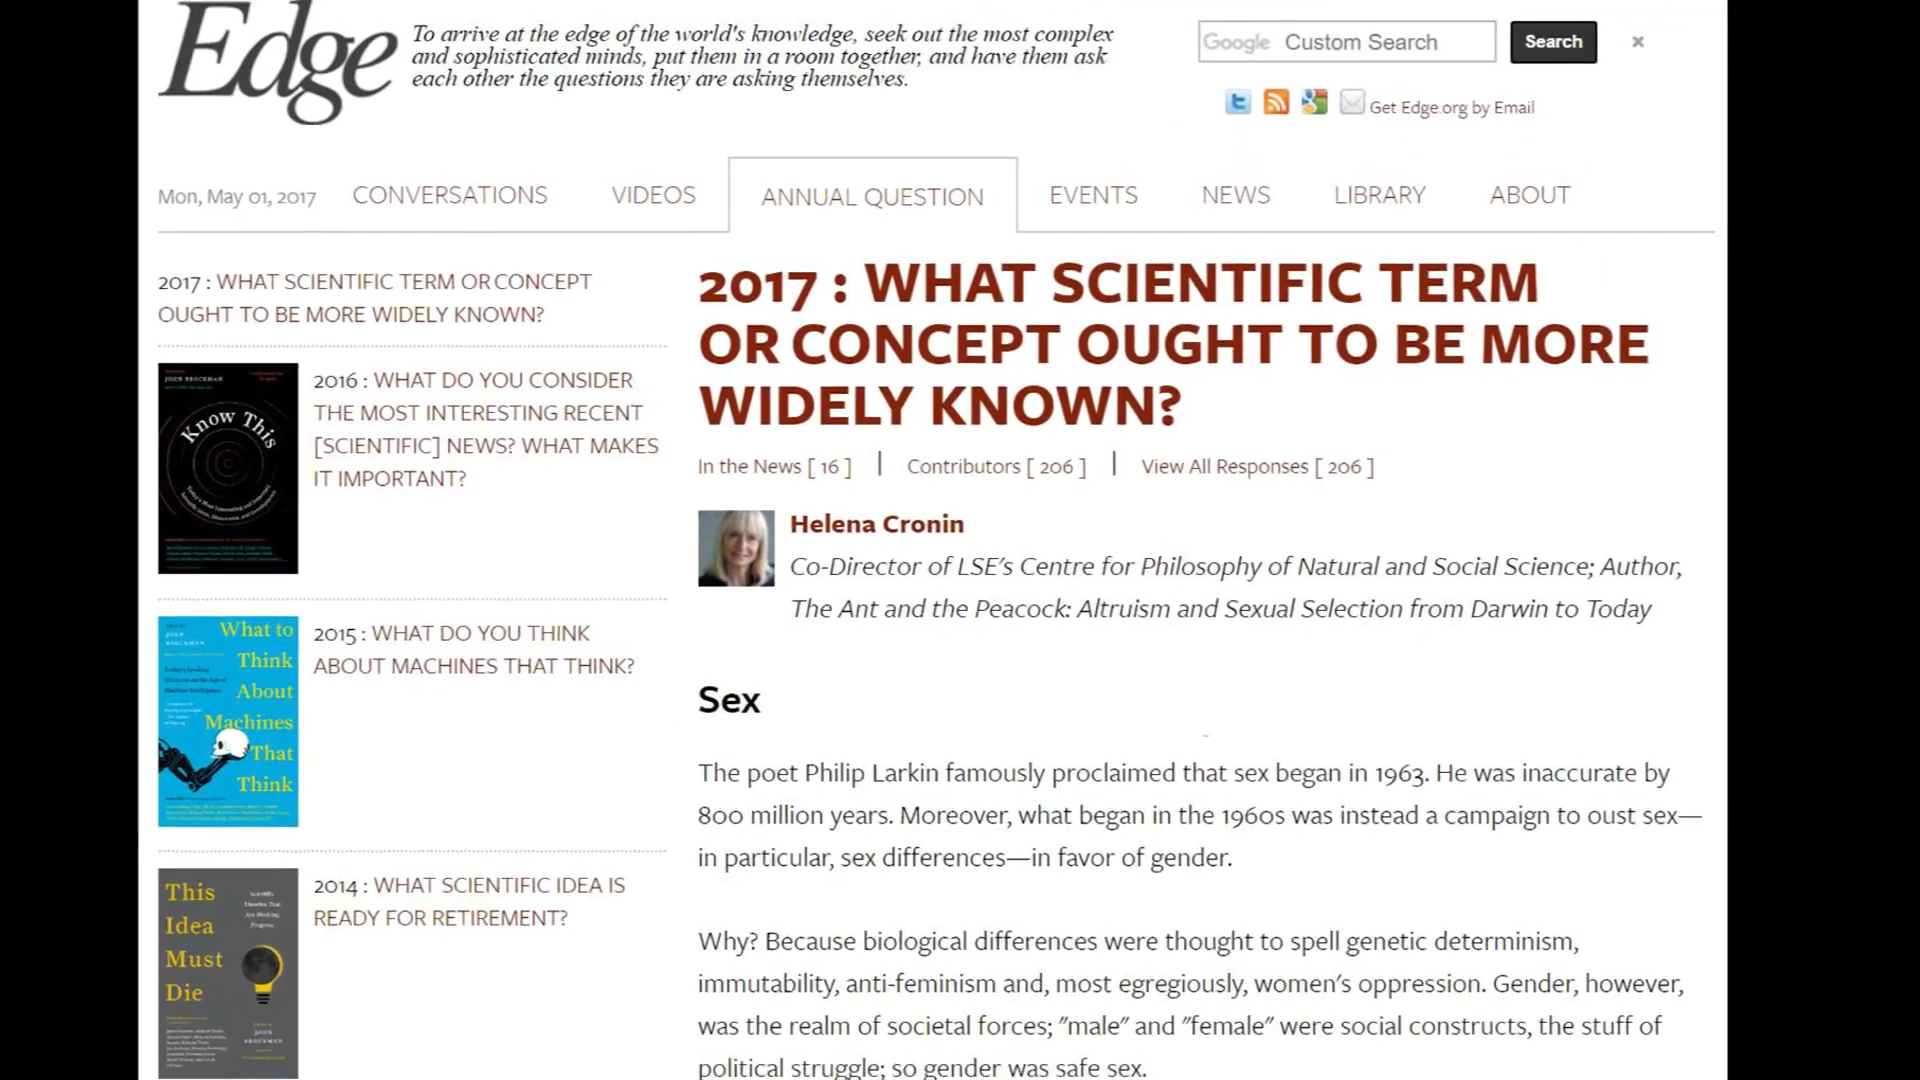 Edge
To arrive at the edge of the world's knowledge, seek out the most complex
and sophisticated minds, put them in a room together, and have them ask
each other the questions they are asking themselves.
Google Custom Search
Search
×
Get Edge.org by Email
Mon, May 01, 2017
CONVERSATIONS
VIDEOS
ANNUAL QUESTION
EVENTS
NEWS
LIBRARY
ABOUT
2017 : WHAT SCIENTIFIC TERM OR CONCEPT
OUGHT TO BE MORE WIDELY KNOWN?
JOHN BROCKMAN
Know This
2016 : WHAT DO YOU CONSIDER
THE MOST INTERESTING RECENT
[SCIENTIFIC] NEWS? WHAT MAKES
IT IMPORTANT?
What to
Think
About
Machines
That
Think
2015 : WHAT DO YOU THINK
ABOUT MACHINES THAT THINK?
This
Idea
Must
Die
2014 : WHAT SCIENTIFIC IDEA IS
READY FOR RETIREMENT?
2017 : WHAT SCIENTIFIC TERM
OR CONCEPT OUGHT TO BE MORE
WIDELY KNOWN?
In the News [ 16 ] | Contributors [ 206 ] | View All Responses [ 206 ]
Helena Cronin
Co-Director of LSE's Centre for Philosophy of Natural and Social Science; Author,
The Ant and the Peacock: Altruism and Sexual Selection from Darwin to Today
Sex
The poet Philip Larkin famously proclaimed that sex began in 1963. He was inaccurate by
800 million years. Moreover, what began in the 1960s was instead a campaign to oust sex—
in particular, sex differences—in favor of gender.
Why? Because biological differences were thought to spell genetic determinism,
immutability, anti-feminism and, most egregiously, women's oppression. Gender, however,
was the realm of societal forces; "male" and "female" were social constructs, the stuff of
political struggle; so gender was safe sex.